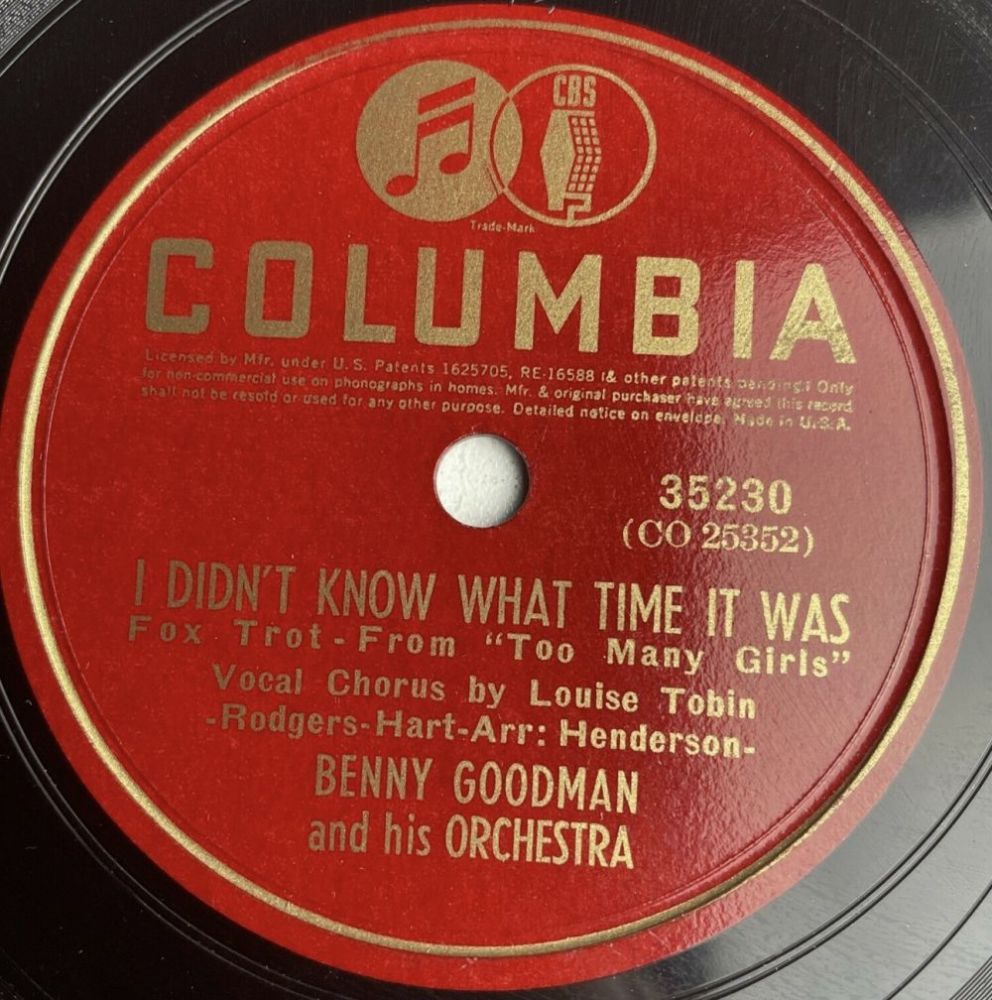 CBS
Trade-Mark
COLUMBIA
Licensed by Mfr. under U.S. Patents 1625705, RE-16588 (& other patents pending) Only
for non-commercial use on phonographs in homes. Mfr. & original purchaser have agreed this record
shall not be resold or used for any other purpose. Detailed notice on envelope. Made in U.S.A.
35230
(CO 25352)
I DIDN'T KNOW WHAT TIME IT WAS
Fox Trot-From "Too Many Girls"
Vocal Chorus by Louise Tobin
-Rodgers-Hart-Arr: Henderson-
BENNY GOODMAN
and his ORCHESTRA